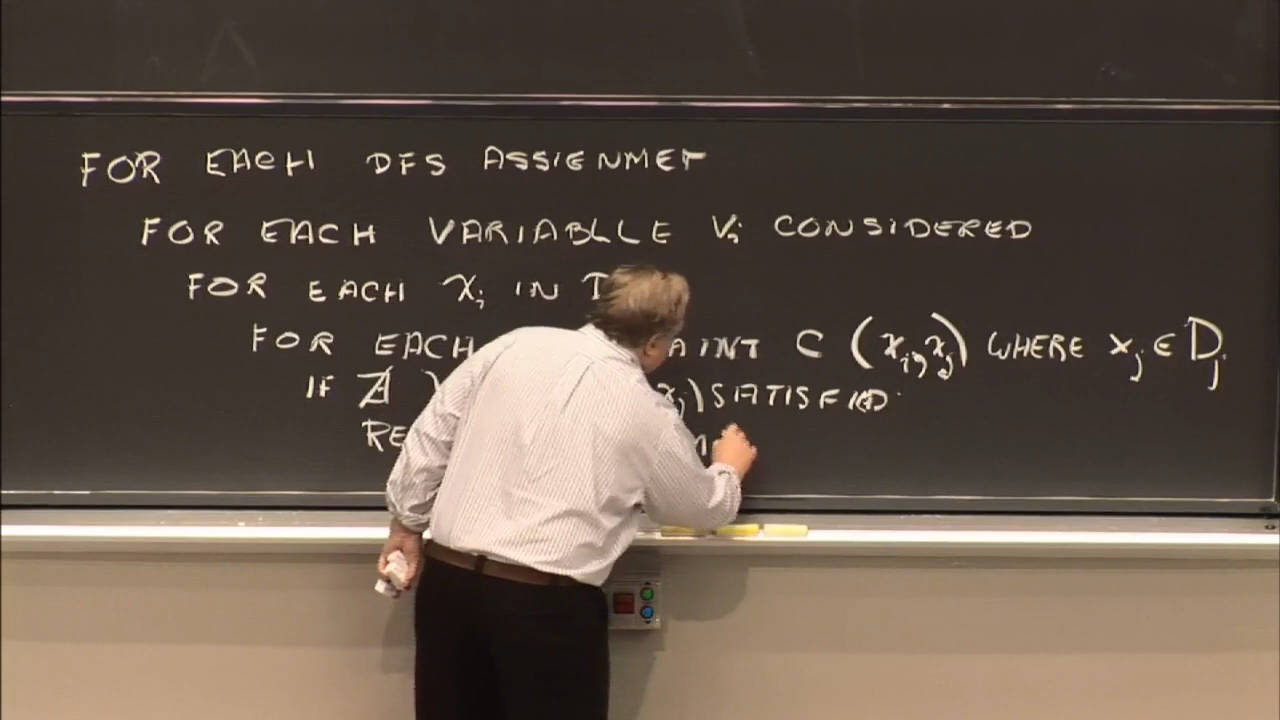 FOR EACH DFS ASSIGNMET
FOR EACH VARIABLLE Vi CONSIDERED
FOR EACH xi IN
FOR EACH AINT C (xi, xj) WHERE xj ∈ Dj
IF ∄ xj) SATISFIED.
RE